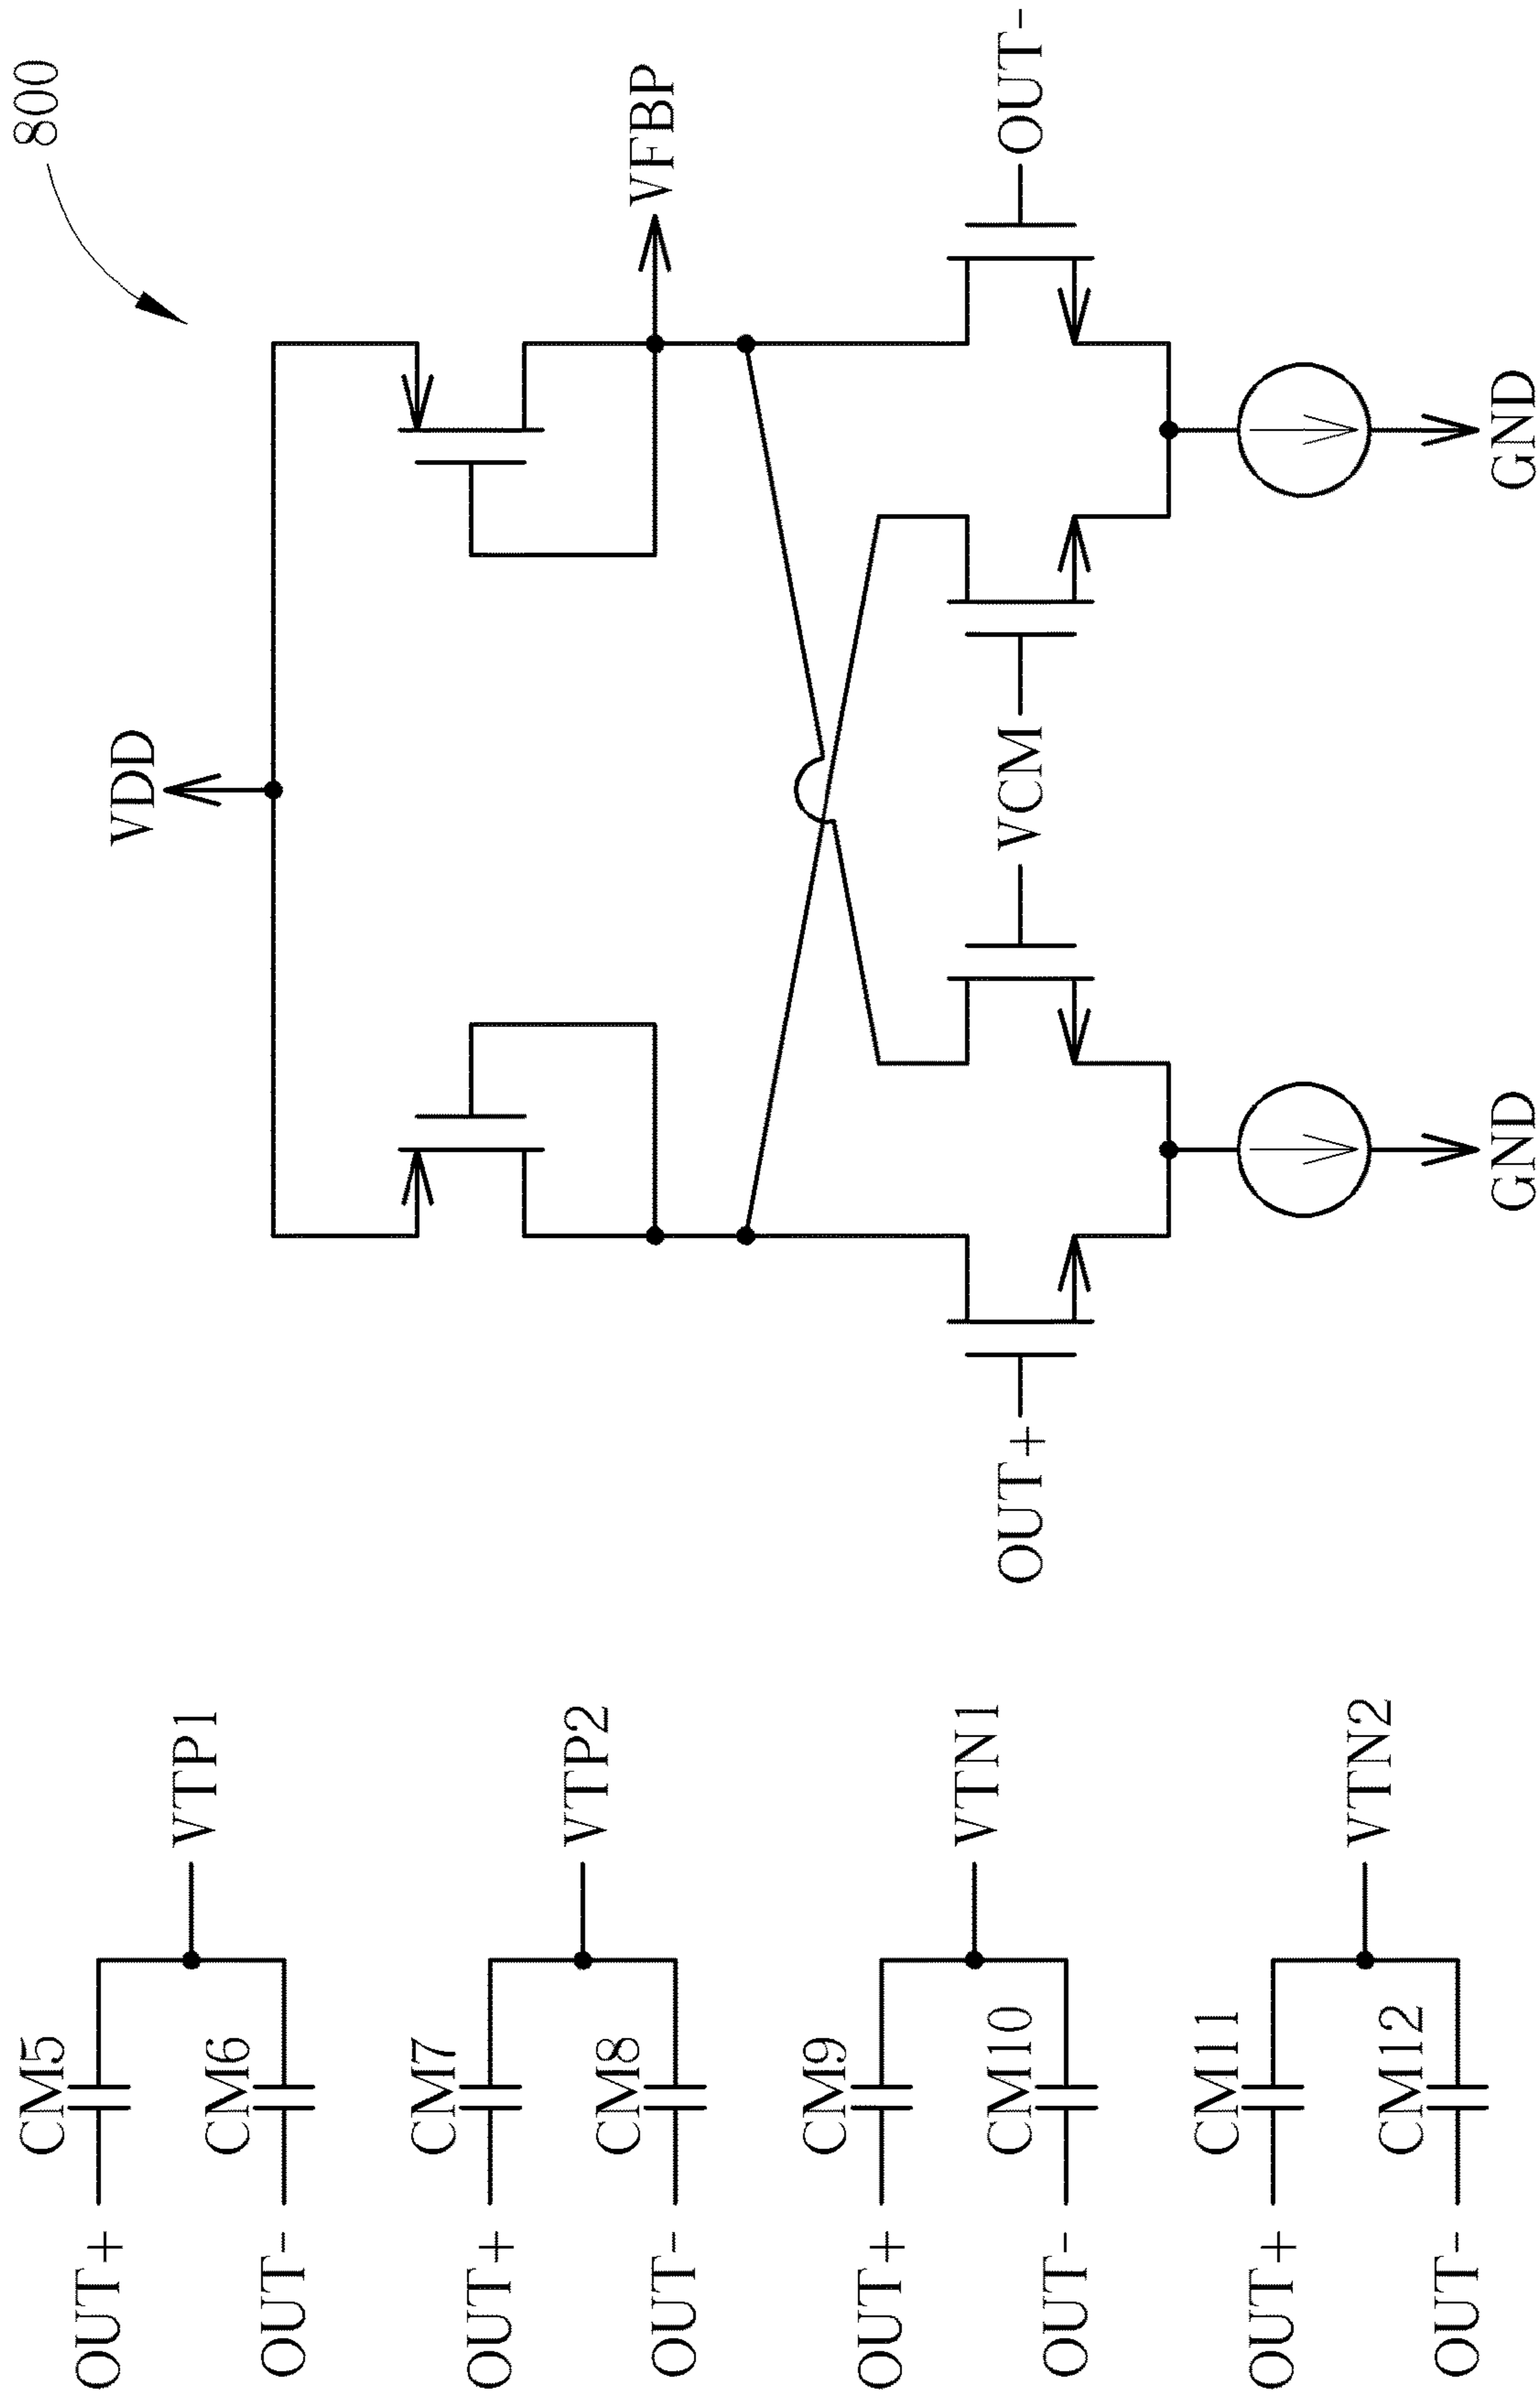 800
CM5
OUT+
VTP1
CM6
OUT-
CM7
OUT+
VTP2
CM8
OUT-
CM9
OUT+
VTN1
CM10
OUT-
CM11
OUT+
VTN2
CM12
OUT-
VDD
VFBP
OUT+
VCM
OUT-
GND
GND